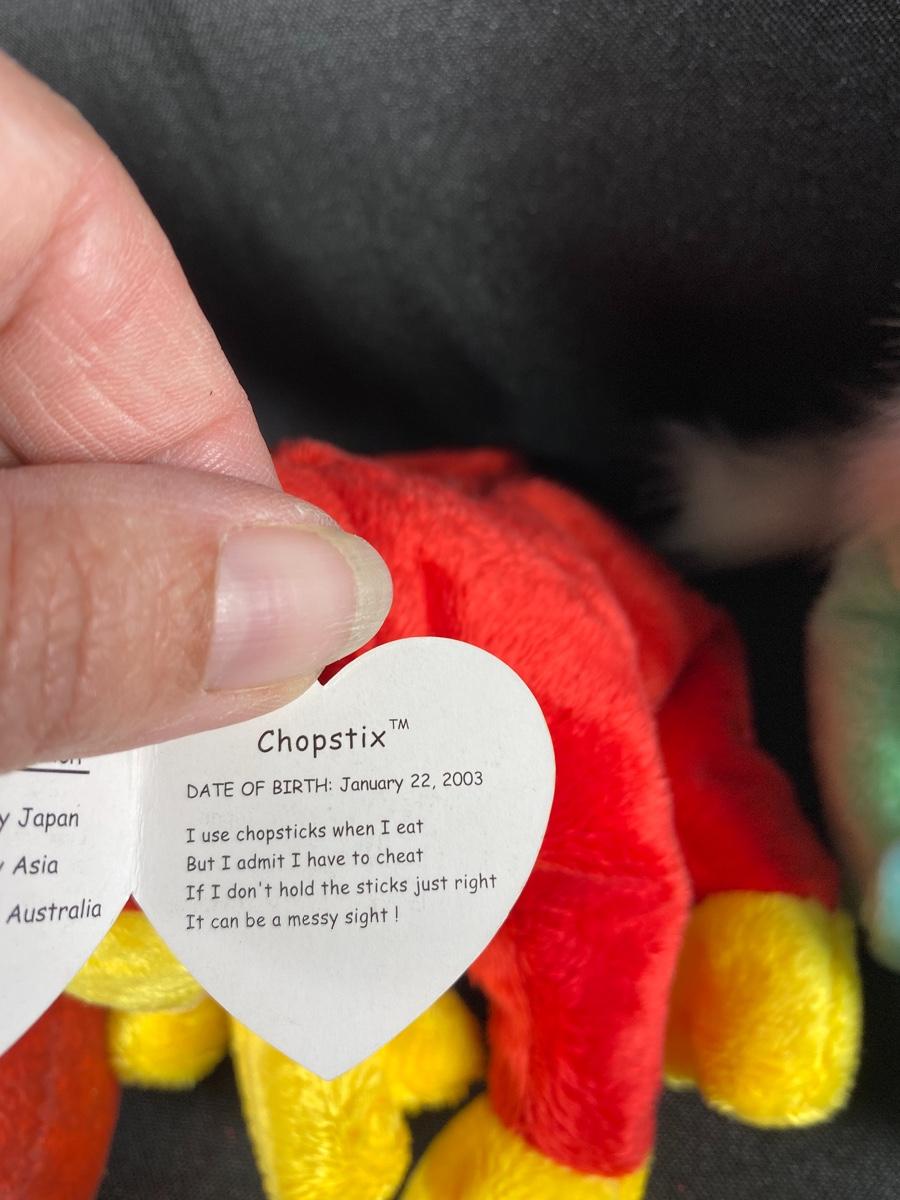 Japan
Asia
Australia
Chopstix™
DATE OF BIRTH: January 22, 2003
I use chopsticks when I eat
But I admit I have to cheat
If I don't hold the sticks just right
It can be a messy sight !